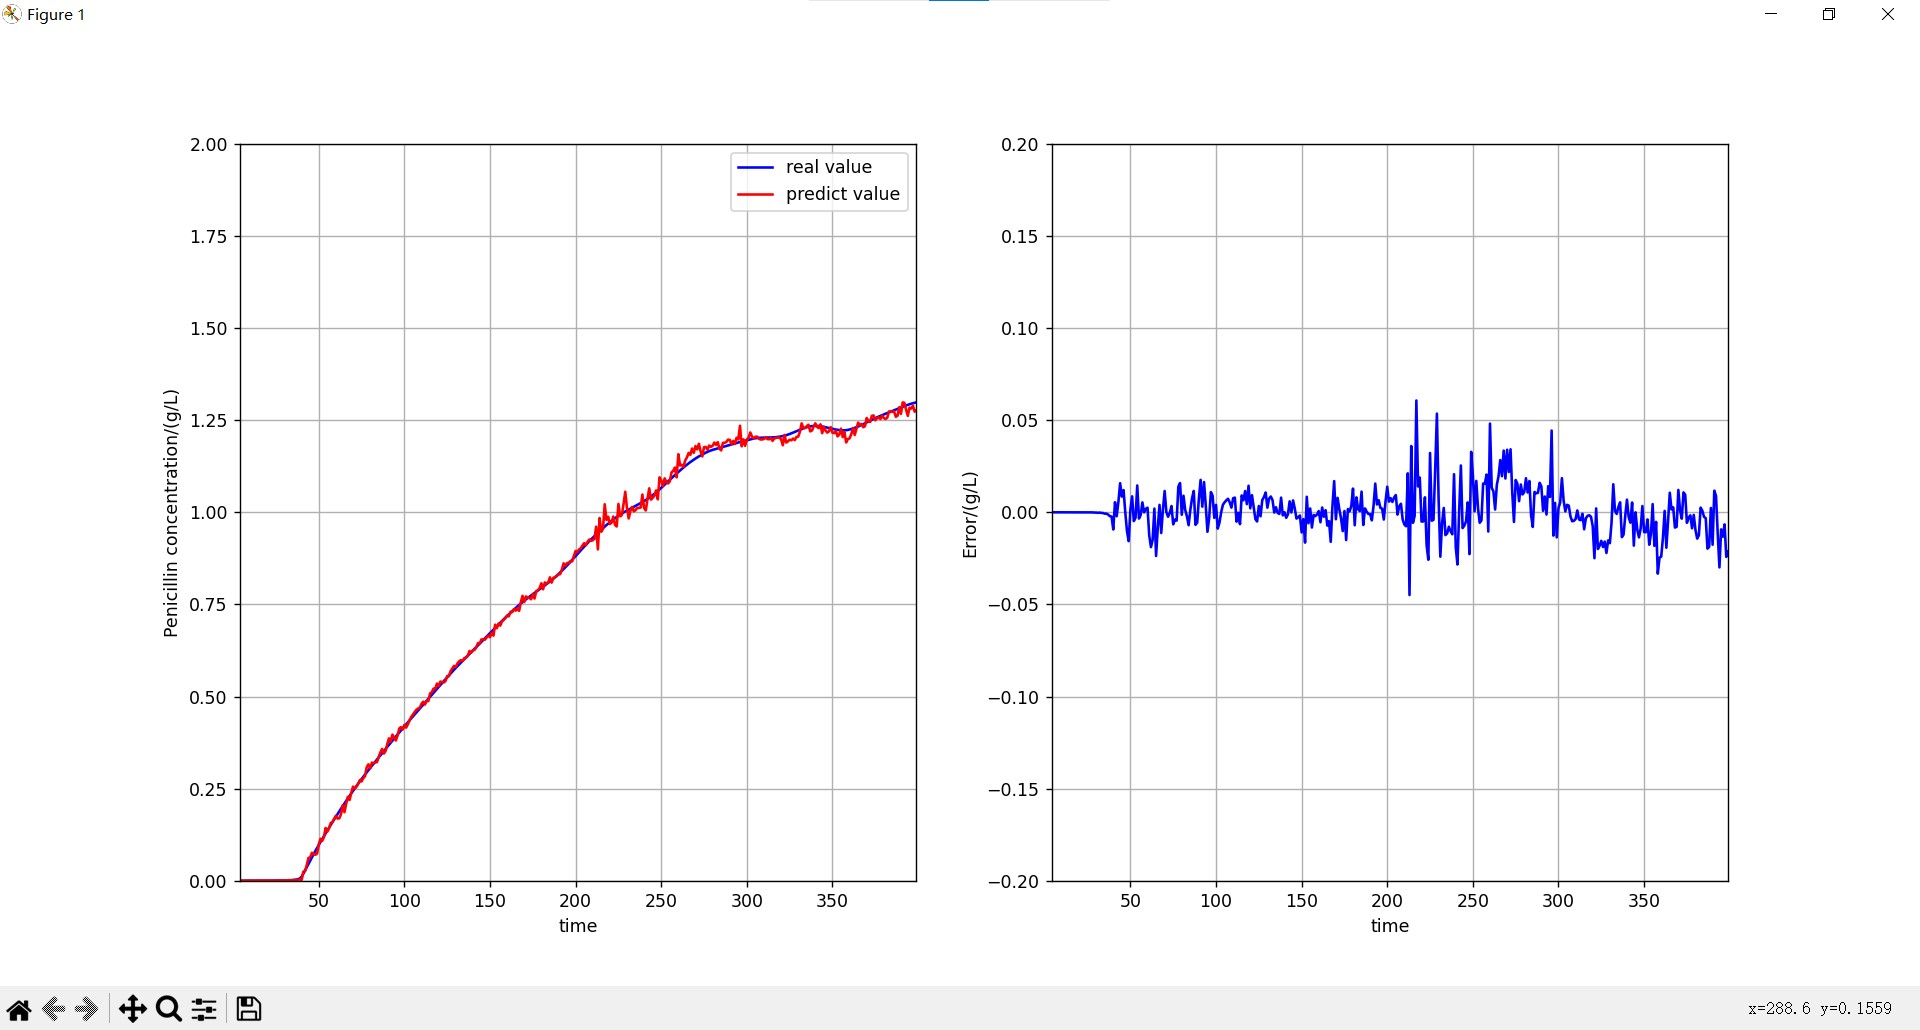 Figure 1
2.00
1.75
1.50
1.25
1.00
0.75
0.50
0.25
0.00
Penicillin concentration/(g/L)
real value
predict value
50 100 150 200 250 300 350
time
0.20
0.15
0.10
0.05
0.00
−0.05
−0.10
−0.15
−0.20
Error/(g/L)
50 100 150 200 250 300 350
time
x=288.6 y=0.1559